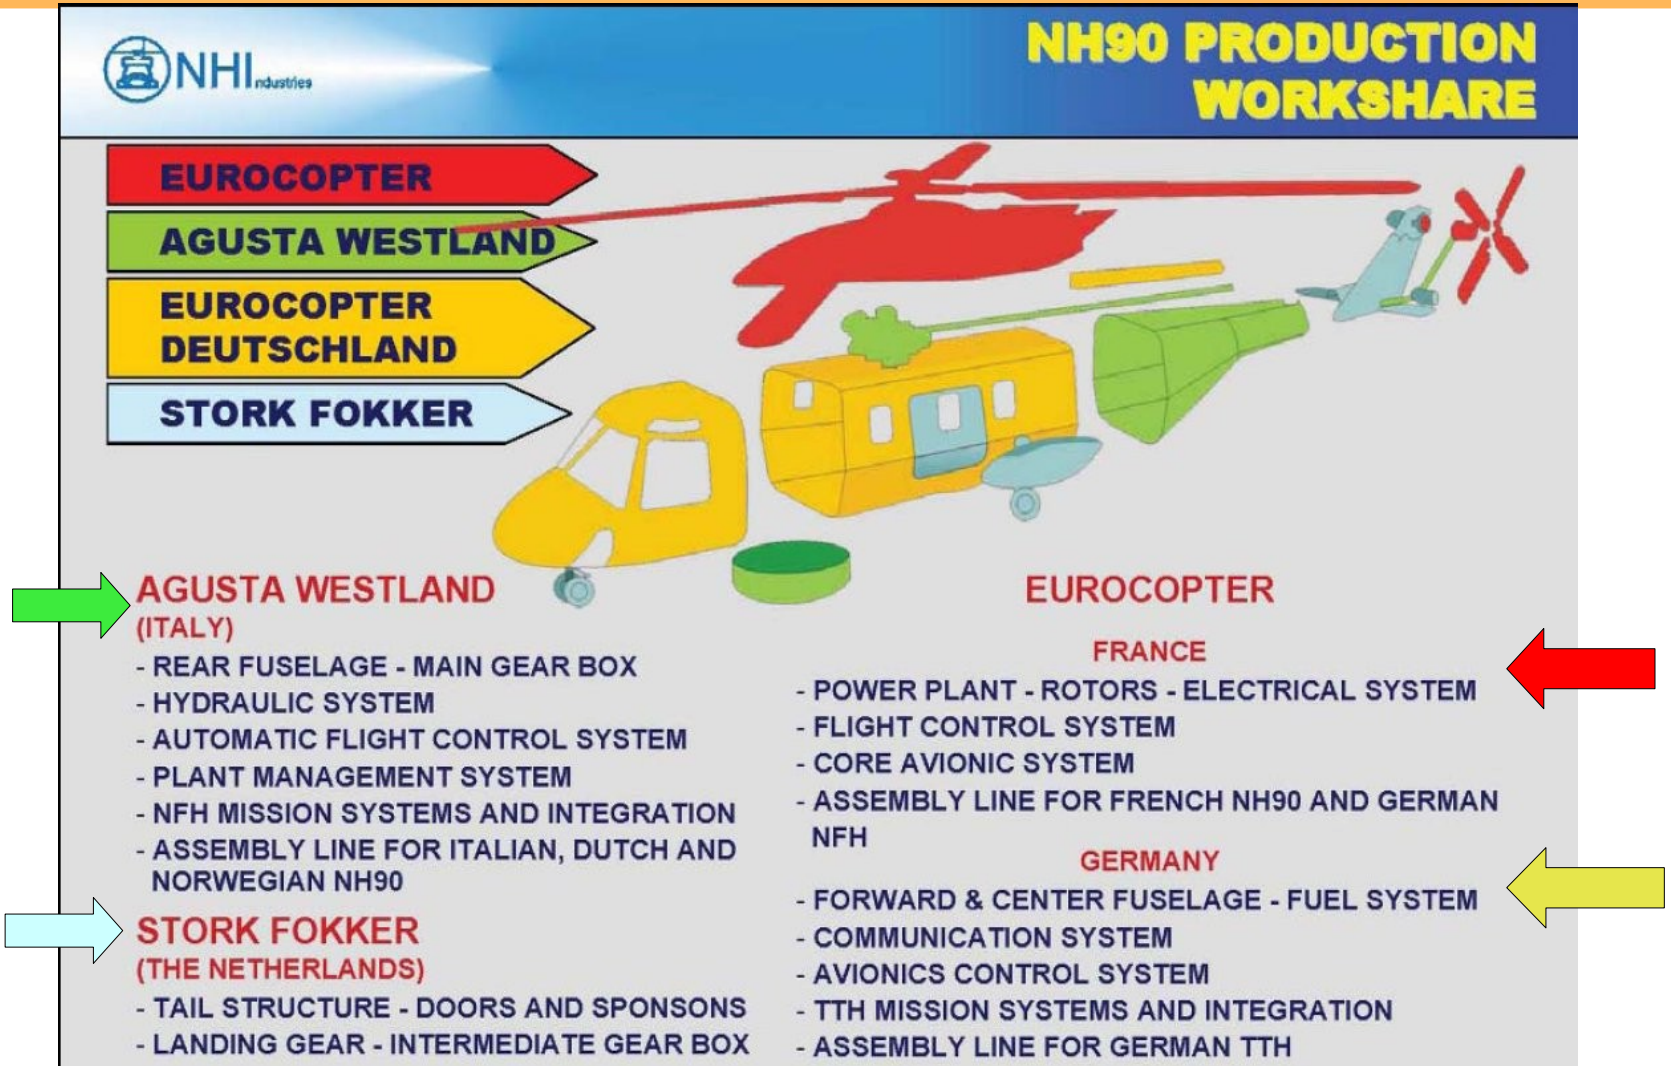 NHIndustries
NH90 PRODUCTION
WORKSHARE
EUROCOPTER
AGUSTA WESTLAND
EUROCOPTER
DEUTSCHLAND
STORK FOKKER
AGUSTA WESTLAND
(ITALY)
- REAR FUSELAGE - MAIN GEAR BOX
- HYDRAULIC SYSTEM
- AUTOMATIC FLIGHT CONTROL SYSTEM
- PLANT MANAGEMENT SYSTEM
- NFH MISSION SYSTEMS AND INTEGRATION
- ASSEMBLY LINE FOR ITALIAN, DUTCH AND
NORWEGIAN NH90
STORK FOKKER
(THE NETHERLANDS)
- TAIL STRUCTURE - DOORS AND SPONSONS
- LANDING GEAR - INTERMEDIATE GEAR BOX
EUROCOPTER
FRANCE
- POWER PLANT - ROTORS - ELECTRICAL SYSTEM
- FLIGHT CONTROL SYSTEM
- CORE AVIONIC SYSTEM
- ASSEMBLY LINE FOR FRENCH NH90 AND GERMAN
NFH
GERMANY
- FORWARD & CENTER FUSELAGE - FUEL SYSTEM
- COMMUNICATION SYSTEM
- AVIONICS CONTROL SYSTEM
- TTH MISSION SYSTEMS AND INTEGRATION
- ASSEMBLY LINE FOR GERMAN TTH